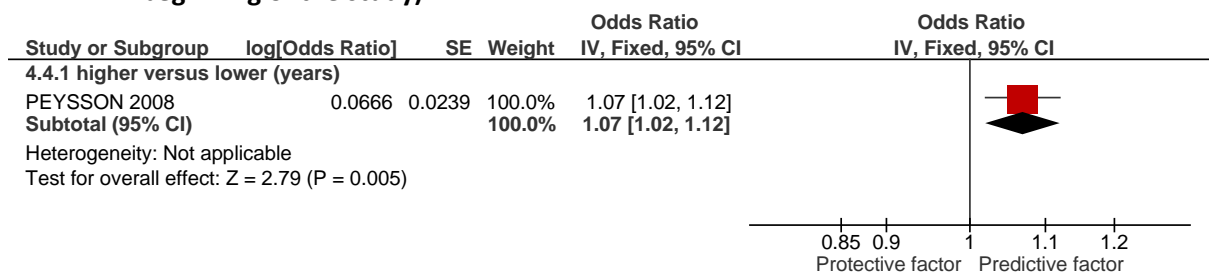 Odds Ratio Odds Ratio
Study or Subgroup log[Odds Ratio] SE Weight IV, Fixed, 95% CI IV, Fixed, 95% CI
4.4.1 higher versus lower (years)
PEYSSON 2008 0.0666 0.0239 100.0% 1.07 [1.02, 1.12]
Subtotal (95% CI) 100.0% 1.07 [1.02, 1.12]
Heterogeneity: Not applicable
Test for overall effect: Z = 2.79 (P = 0.005)
0.85 0.9 1 1.1 1.2
Protective factor Predictive factor